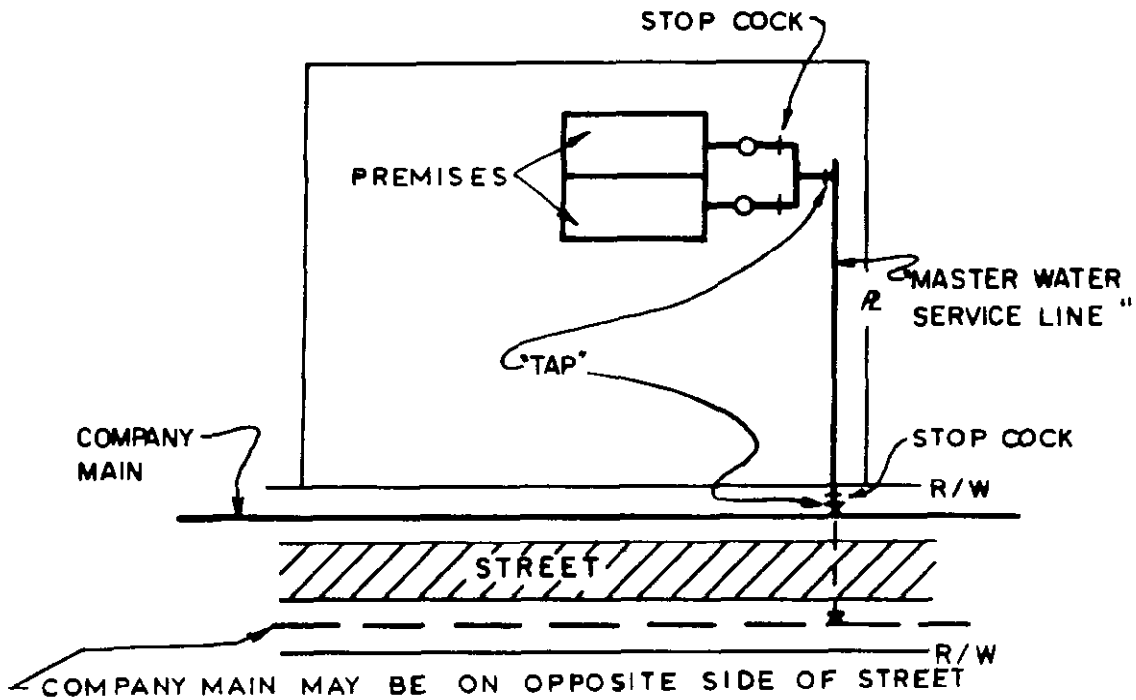 STOP COCK
PREMISES
"MASTER WATER
SERVICE LINE"
PL
"TAP"
COMPANY
MAIN
STOP COCK
R/W
STREET
R/W
COMPANY MAIN MAY BE ON OPPOSITE SIDE OF STREET